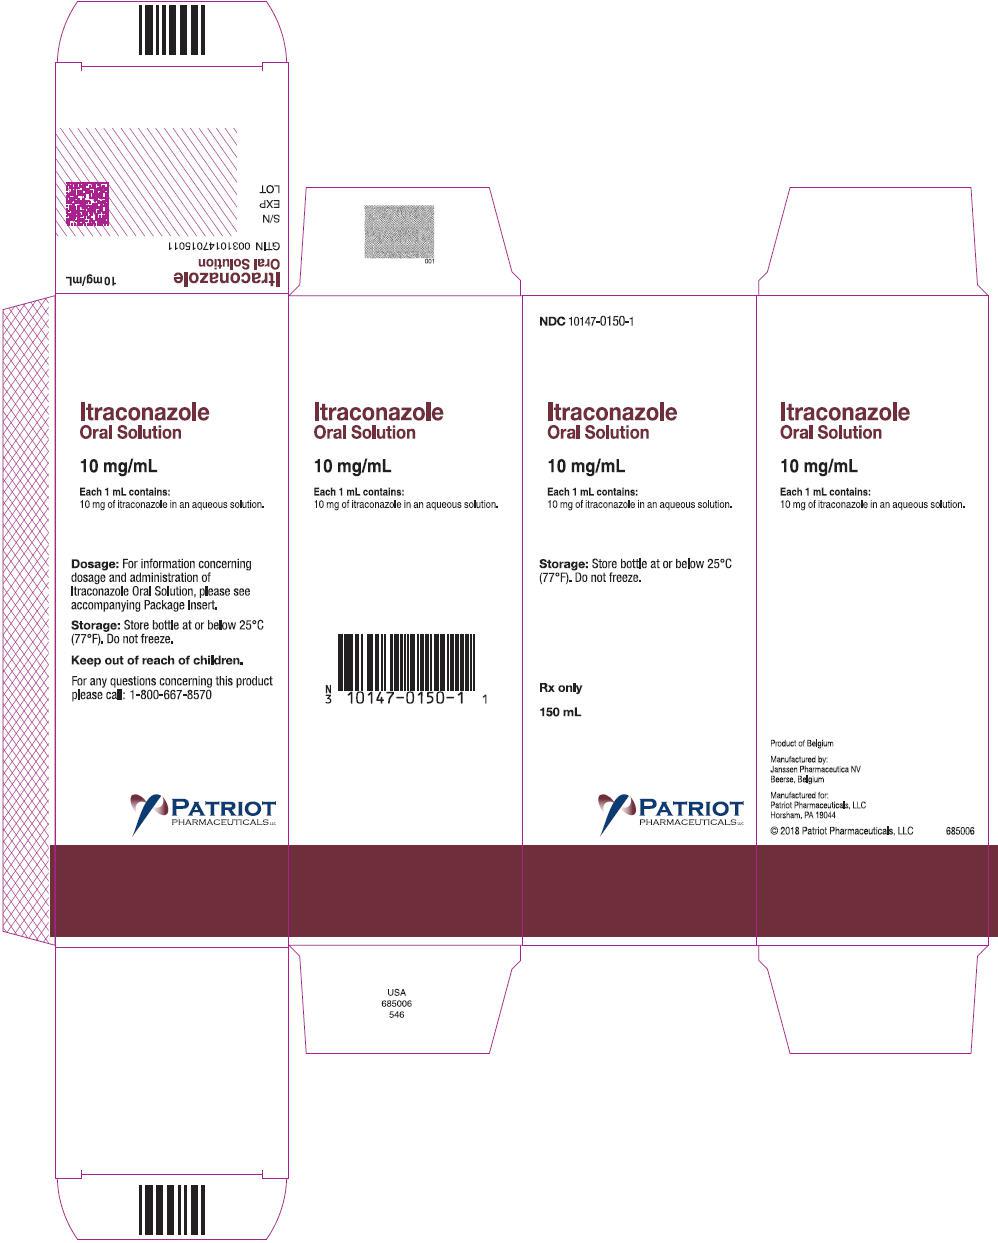 LOT
EXP
S/N
GTIN 00310147015011
Itraconazole
Oral Solution
10 mg/mL
001
Itraconazole
Oral Solution
10 mg/mL
Each 1 mL contains:
10 mg of itraconazole in an aqueous solution.
Dosage: For information concerning
dosage and administration of
Itraconazole Oral Solution, please see
accompanying Package Insert.
Storage: Store bottle at or below 25°C
(77°F). Do not freeze.
Keep out of reach of children.
For any questions concerning this product
please call: 1-800-667-8570
PATRIOT
PHARMACEUTICALS LLC
Itraconazole
Oral Solution
10 mg/mL
Each 1 mL contains:
10 mg of itraconazole in an aqueous solution.
N
3 10147-0150-1 1
NDC 10147-0150-1
Itraconazole
Oral Solution
10 mg/mL
Each 1 mL contains:
10 mg of itraconazole in an aqueous solution.
Storage: Store bottle at or below 25°C
(77°F). Do not freeze.
Rx only
150 mL
PATRIOT
PHARMACEUTICALS LLC
Itraconazole
Oral Solution
10 mg/mL
Each 1 mL contains:
10 mg of itraconazole in an aqueous solution.
Product of Belgium
Manufactured by:
Janssen Pharmaceutica NV
Beerse, Belgium
Manufactured for:
Patriot Pharmaceuticals, LLC
Horsham, PA 19044
© 2018 Patriot Pharmaceuticals, LLC 685006
USA
685006
546